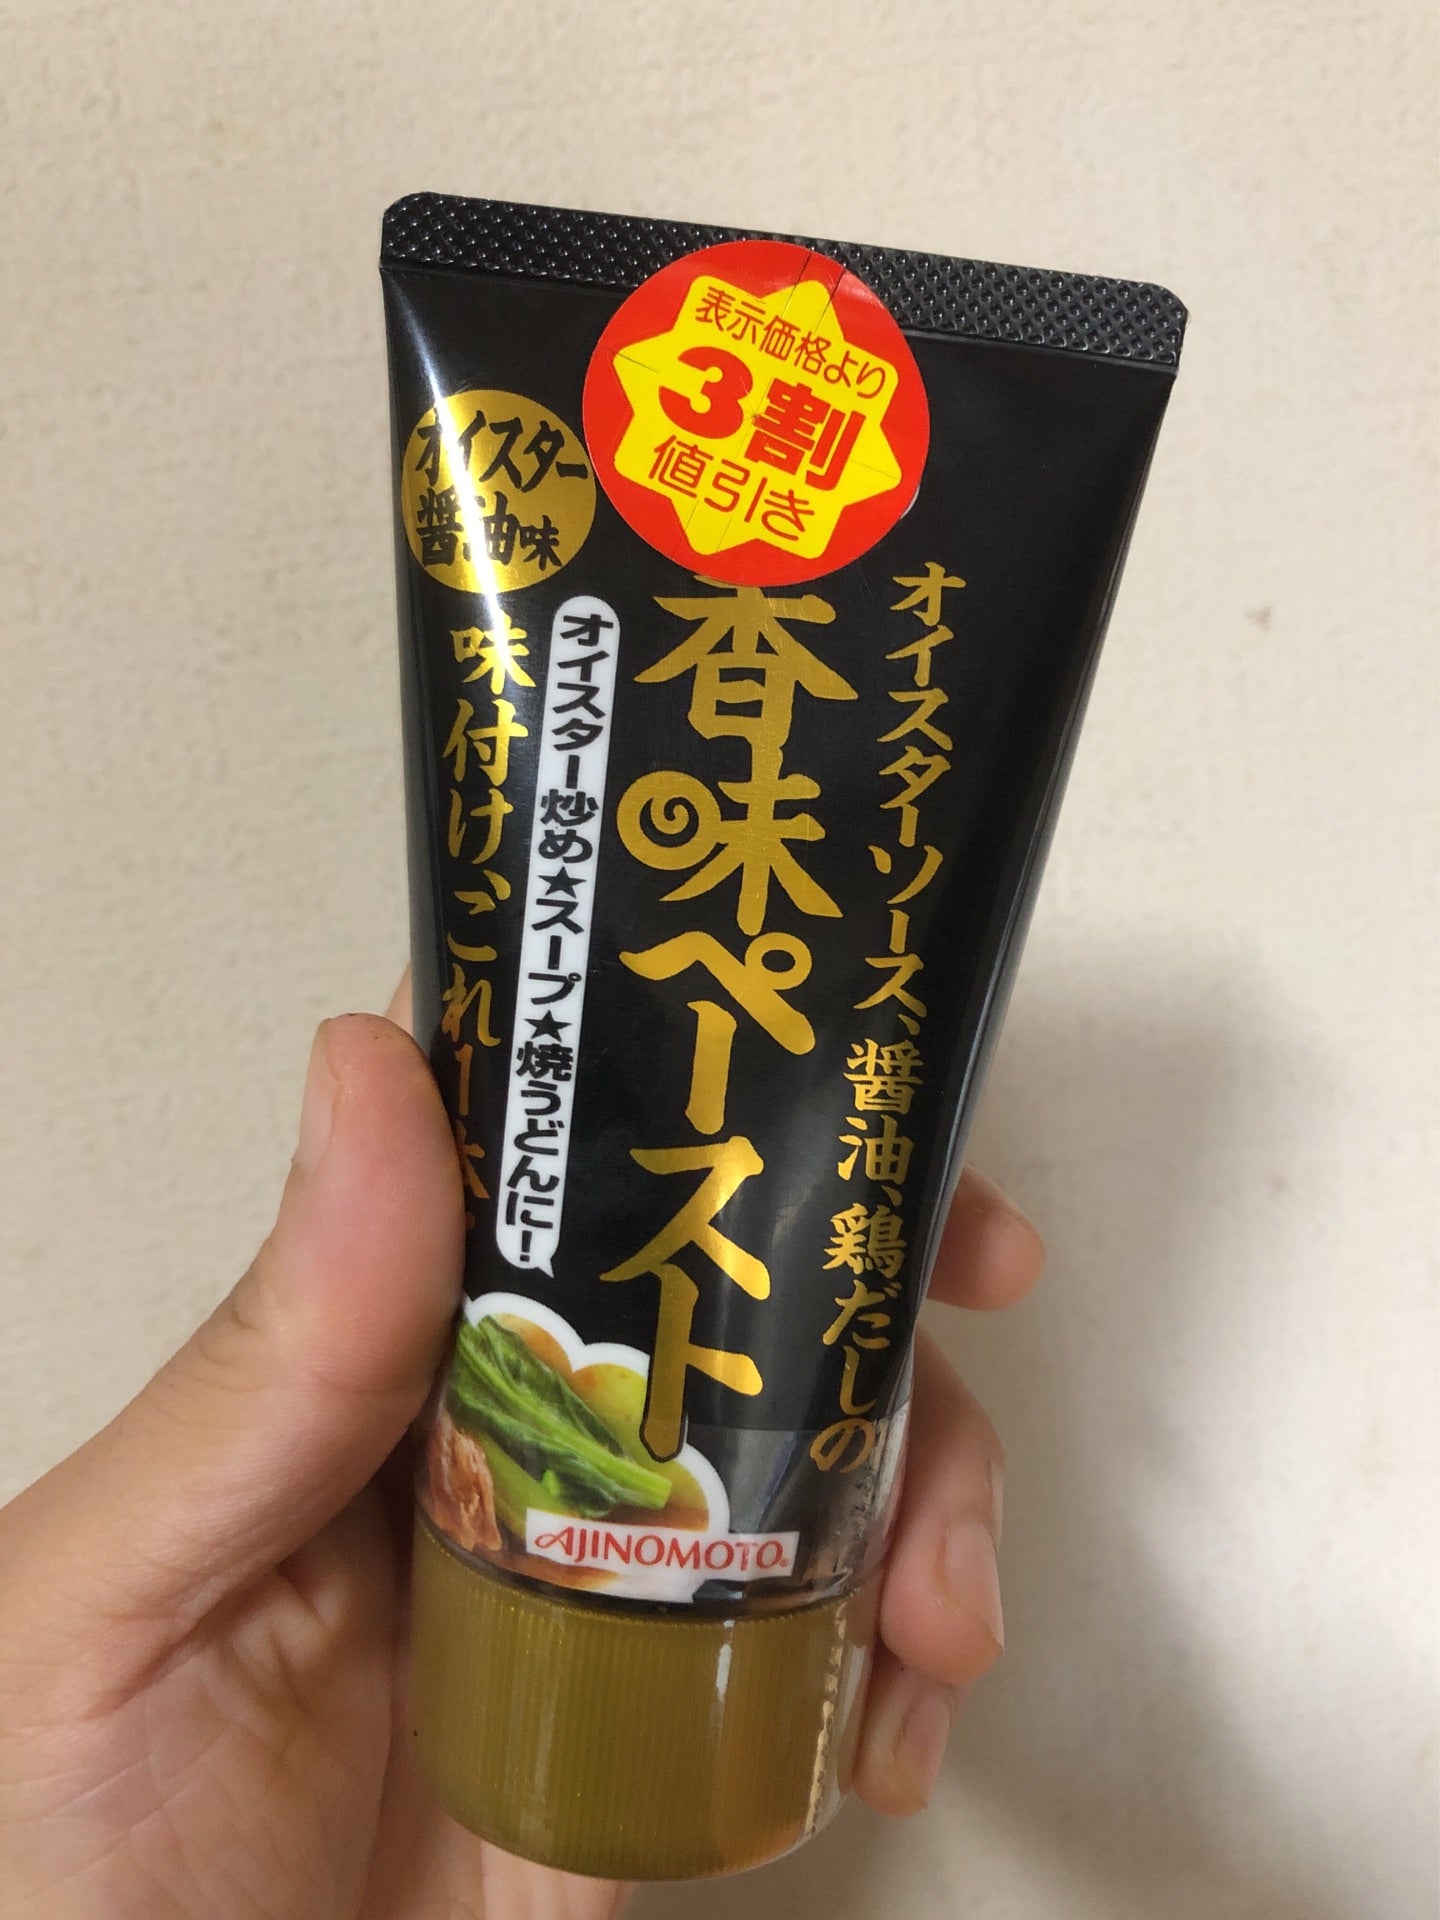 表示価格より
3割
値引き
オイスター
醤油味
オイスターソース、醤油、鶏だしの
香味ペースト
オイスター炒め★スープ★焼うどんに!
味付け、これ1本
AJINOMOTO®